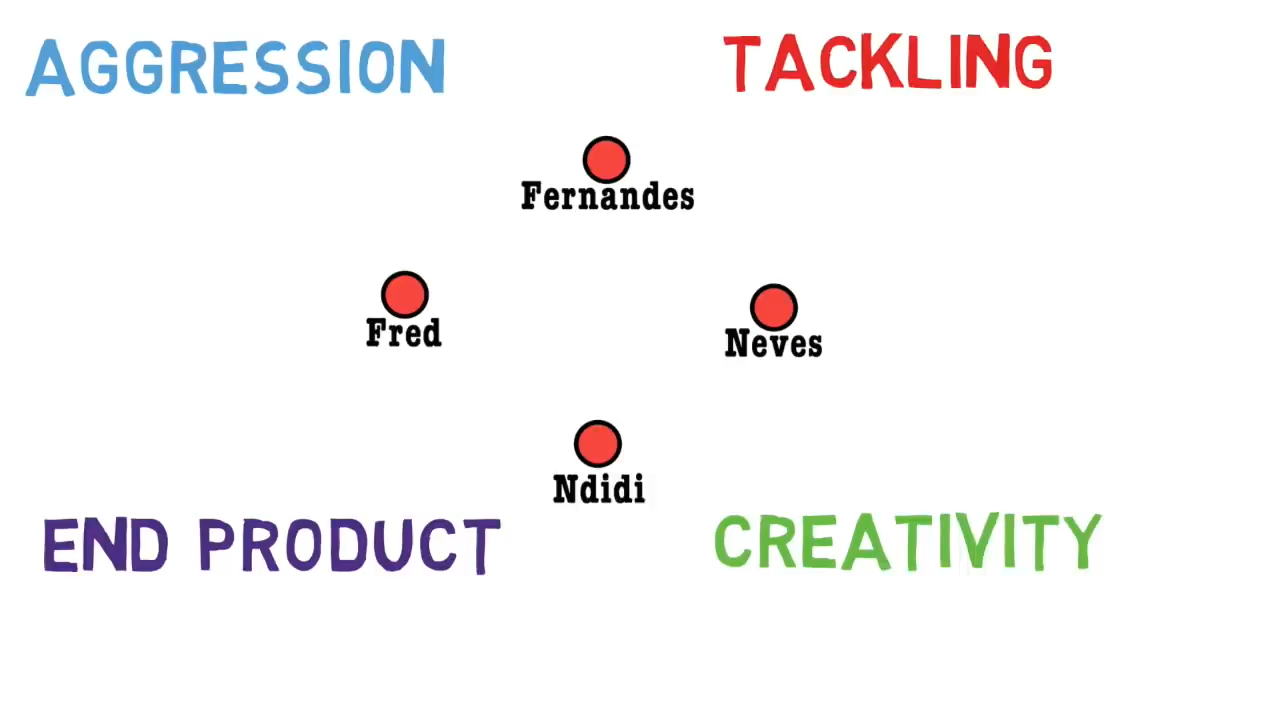 AGGRESSION
TACKLING
Fernandes
Fred
Neves
Ndidi
END PRODUCT
CREATIVITY